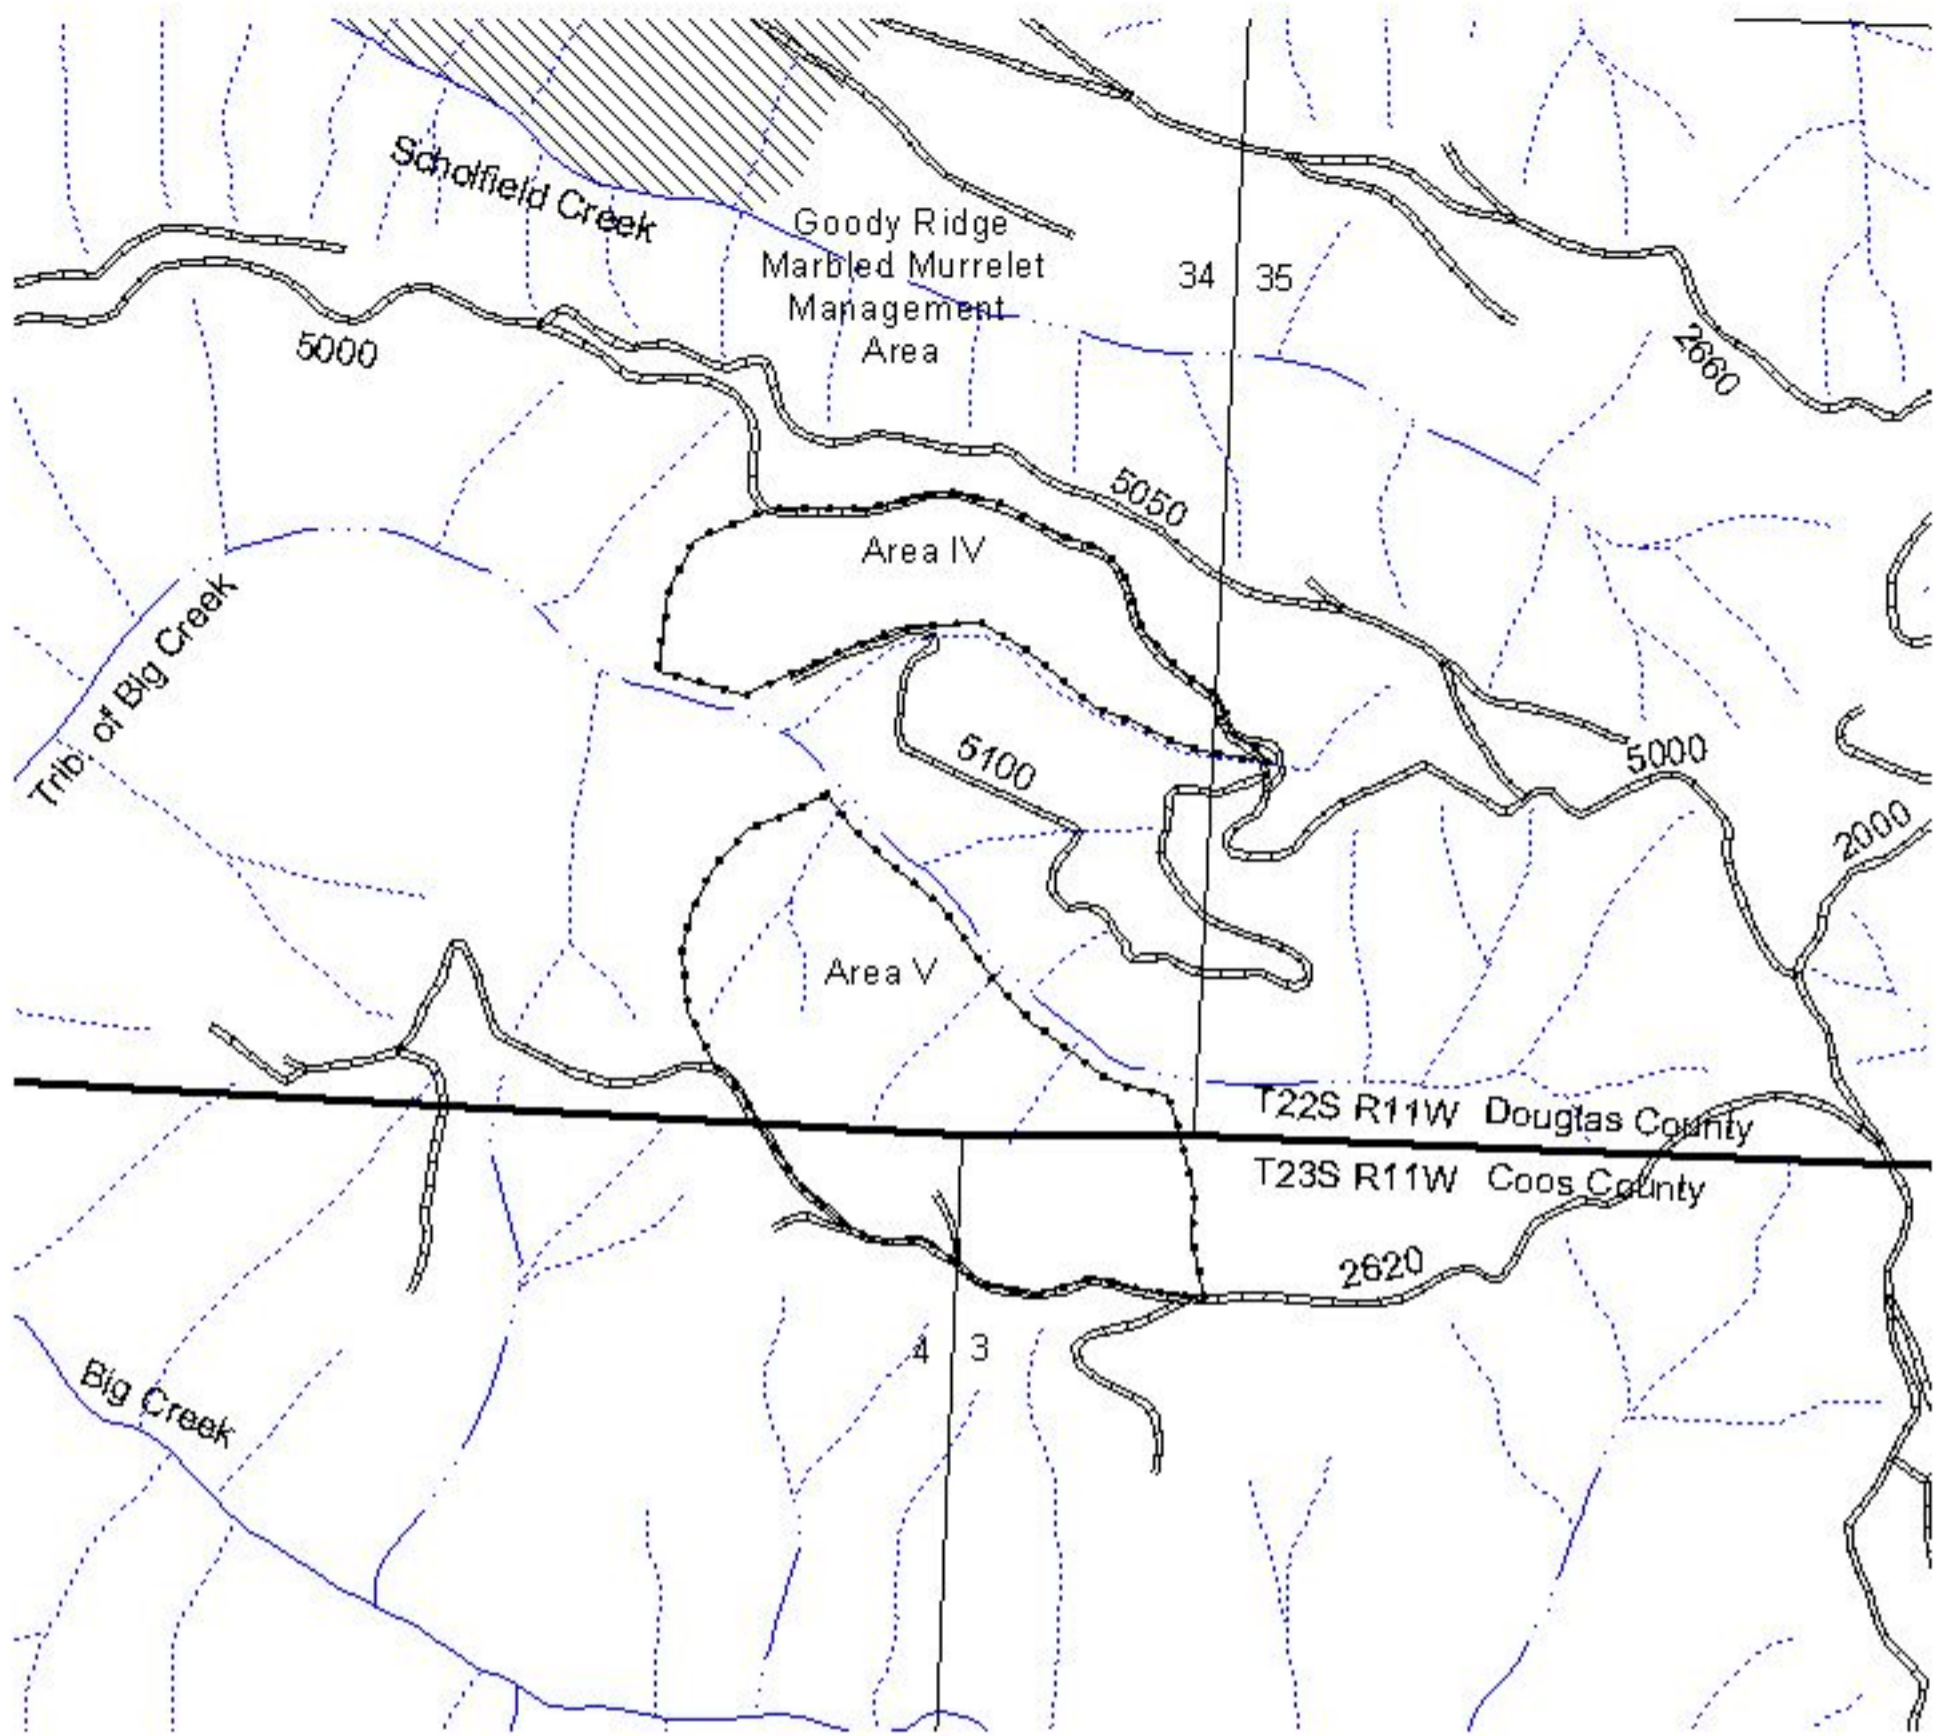 Scholfield Creek
Goody Ridge
Marbled Murrelet
Management
Area
34
35
5000
2660
5050
Area IV
Trib. of Big Creek
5100
5000
2000
Area V
T22S R11W Douglas County
T23S R11W Coos County
2620
4
3
Big Creek